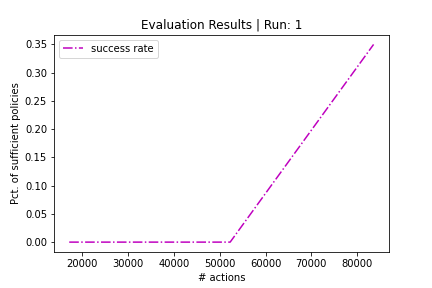 Evaluation Results | Run: 1
success rate
Pct. of sufficient policies
0.35
0.30
0.25
0.20
0.15
0.10
0.05
0.00
20000 30000 40000 50000 60000 70000 80000
# actions